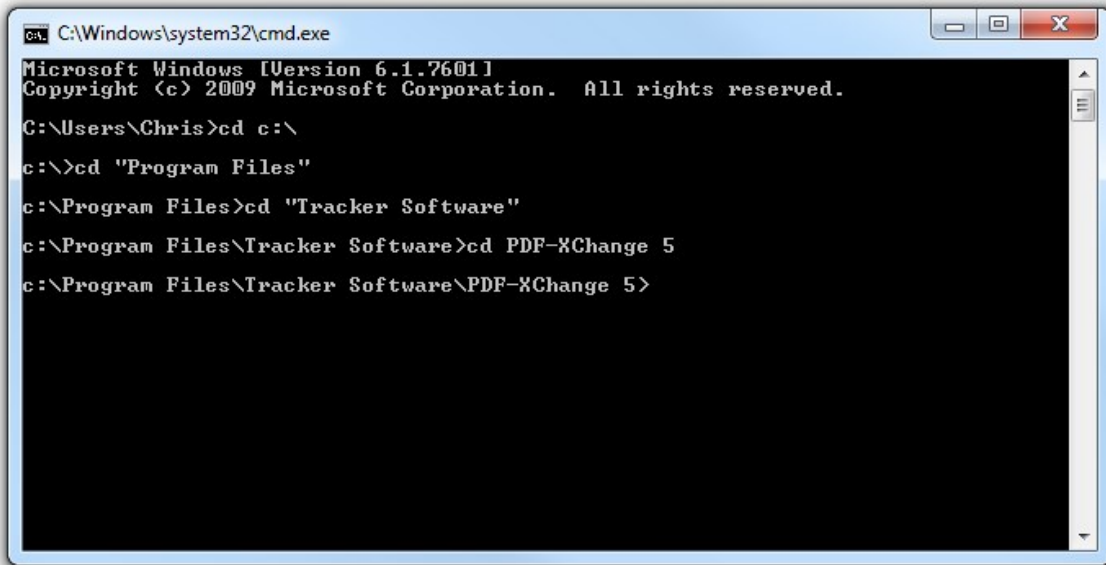 C:\Windows\system32\cmd.exe
Microsoft Windows [Version 6.1.7601]
Copyright (c) 2009 Microsoft Corporation.  All rights reserved.
C:\Users\Chris>cd c:\
c:\>cd "Program Files"
c:\Program Files>cd "Tracker Software"
c:\Program Files\Tracker Software>cd PDF-XChange 5
c:\Program Files\Tracker Software\PDF-XChange 5>